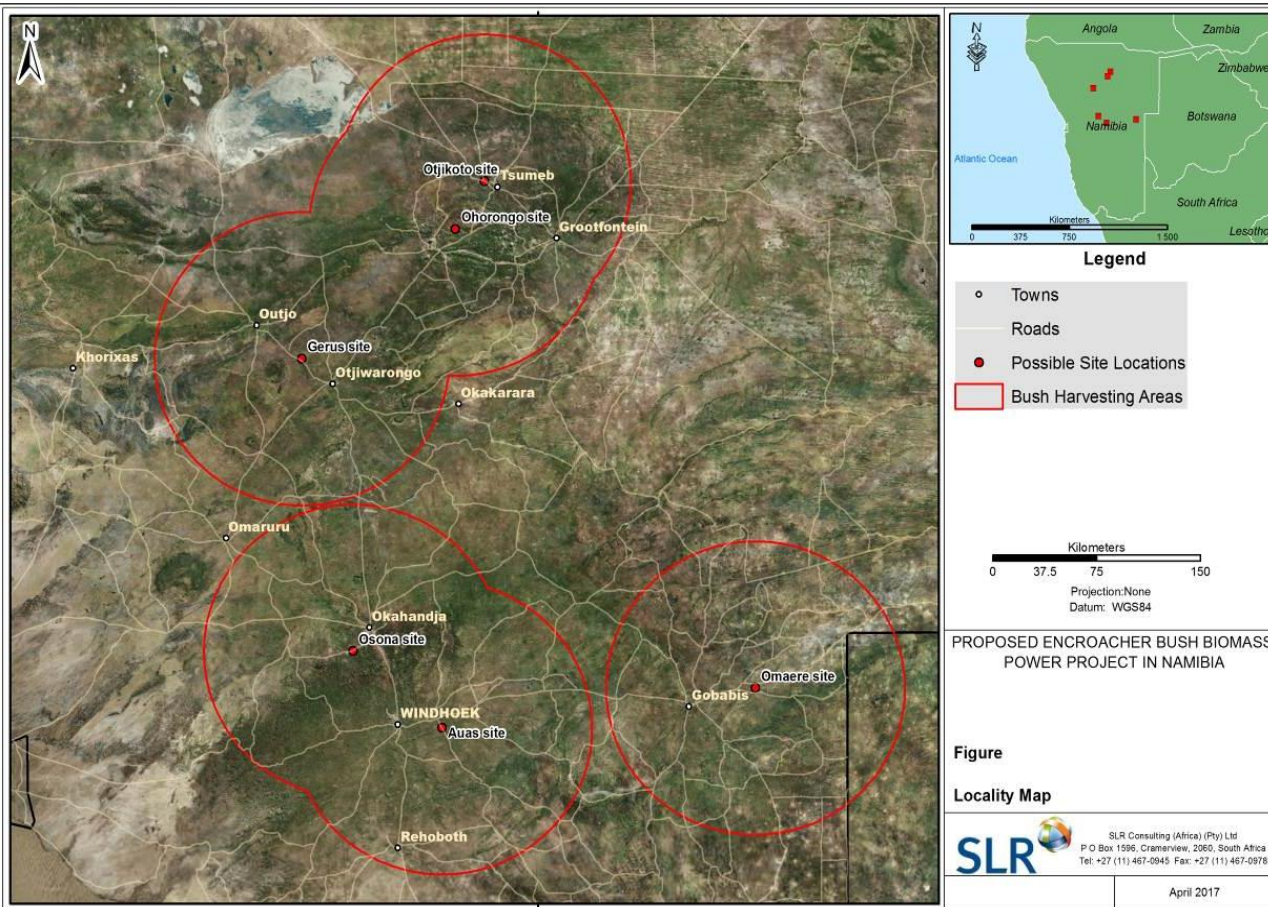 N
Otjikoto site
Tsumeb
Ohorongo site
Grootfontein
Outjo
Gerus site
Khorixas
Otjiwarongo
Okakarara
Omaruru
Okahandja
Osona site
Omaere site
Gobabis
WINDHOEK
Auas site
Rehoboth
N
Angola
Zambia
Zimbabwe
Namibia
Botswana
Atlantic Ocean
South Africa
Lesotho
Kilometers
0 375 750 1 500
Legend
Towns
Roads
Possible Site Locations
Bush Harvesting Areas
Kilometers
0 37.5 75 150
Projection:None
Datum: WGS84
PROPOSED ENCROACHER BUSH BIOMASS
POWER PROJECT IN NAMIBIA
Figure
Locality Map
SLR
SLR Consulting (Africa) (Pty) Ltd
P O Box 1596, Cramerview, 2060, South Africa
Tel: +27 (11) 467-0945 Fax: +27 (11) 467-0978
April 2017